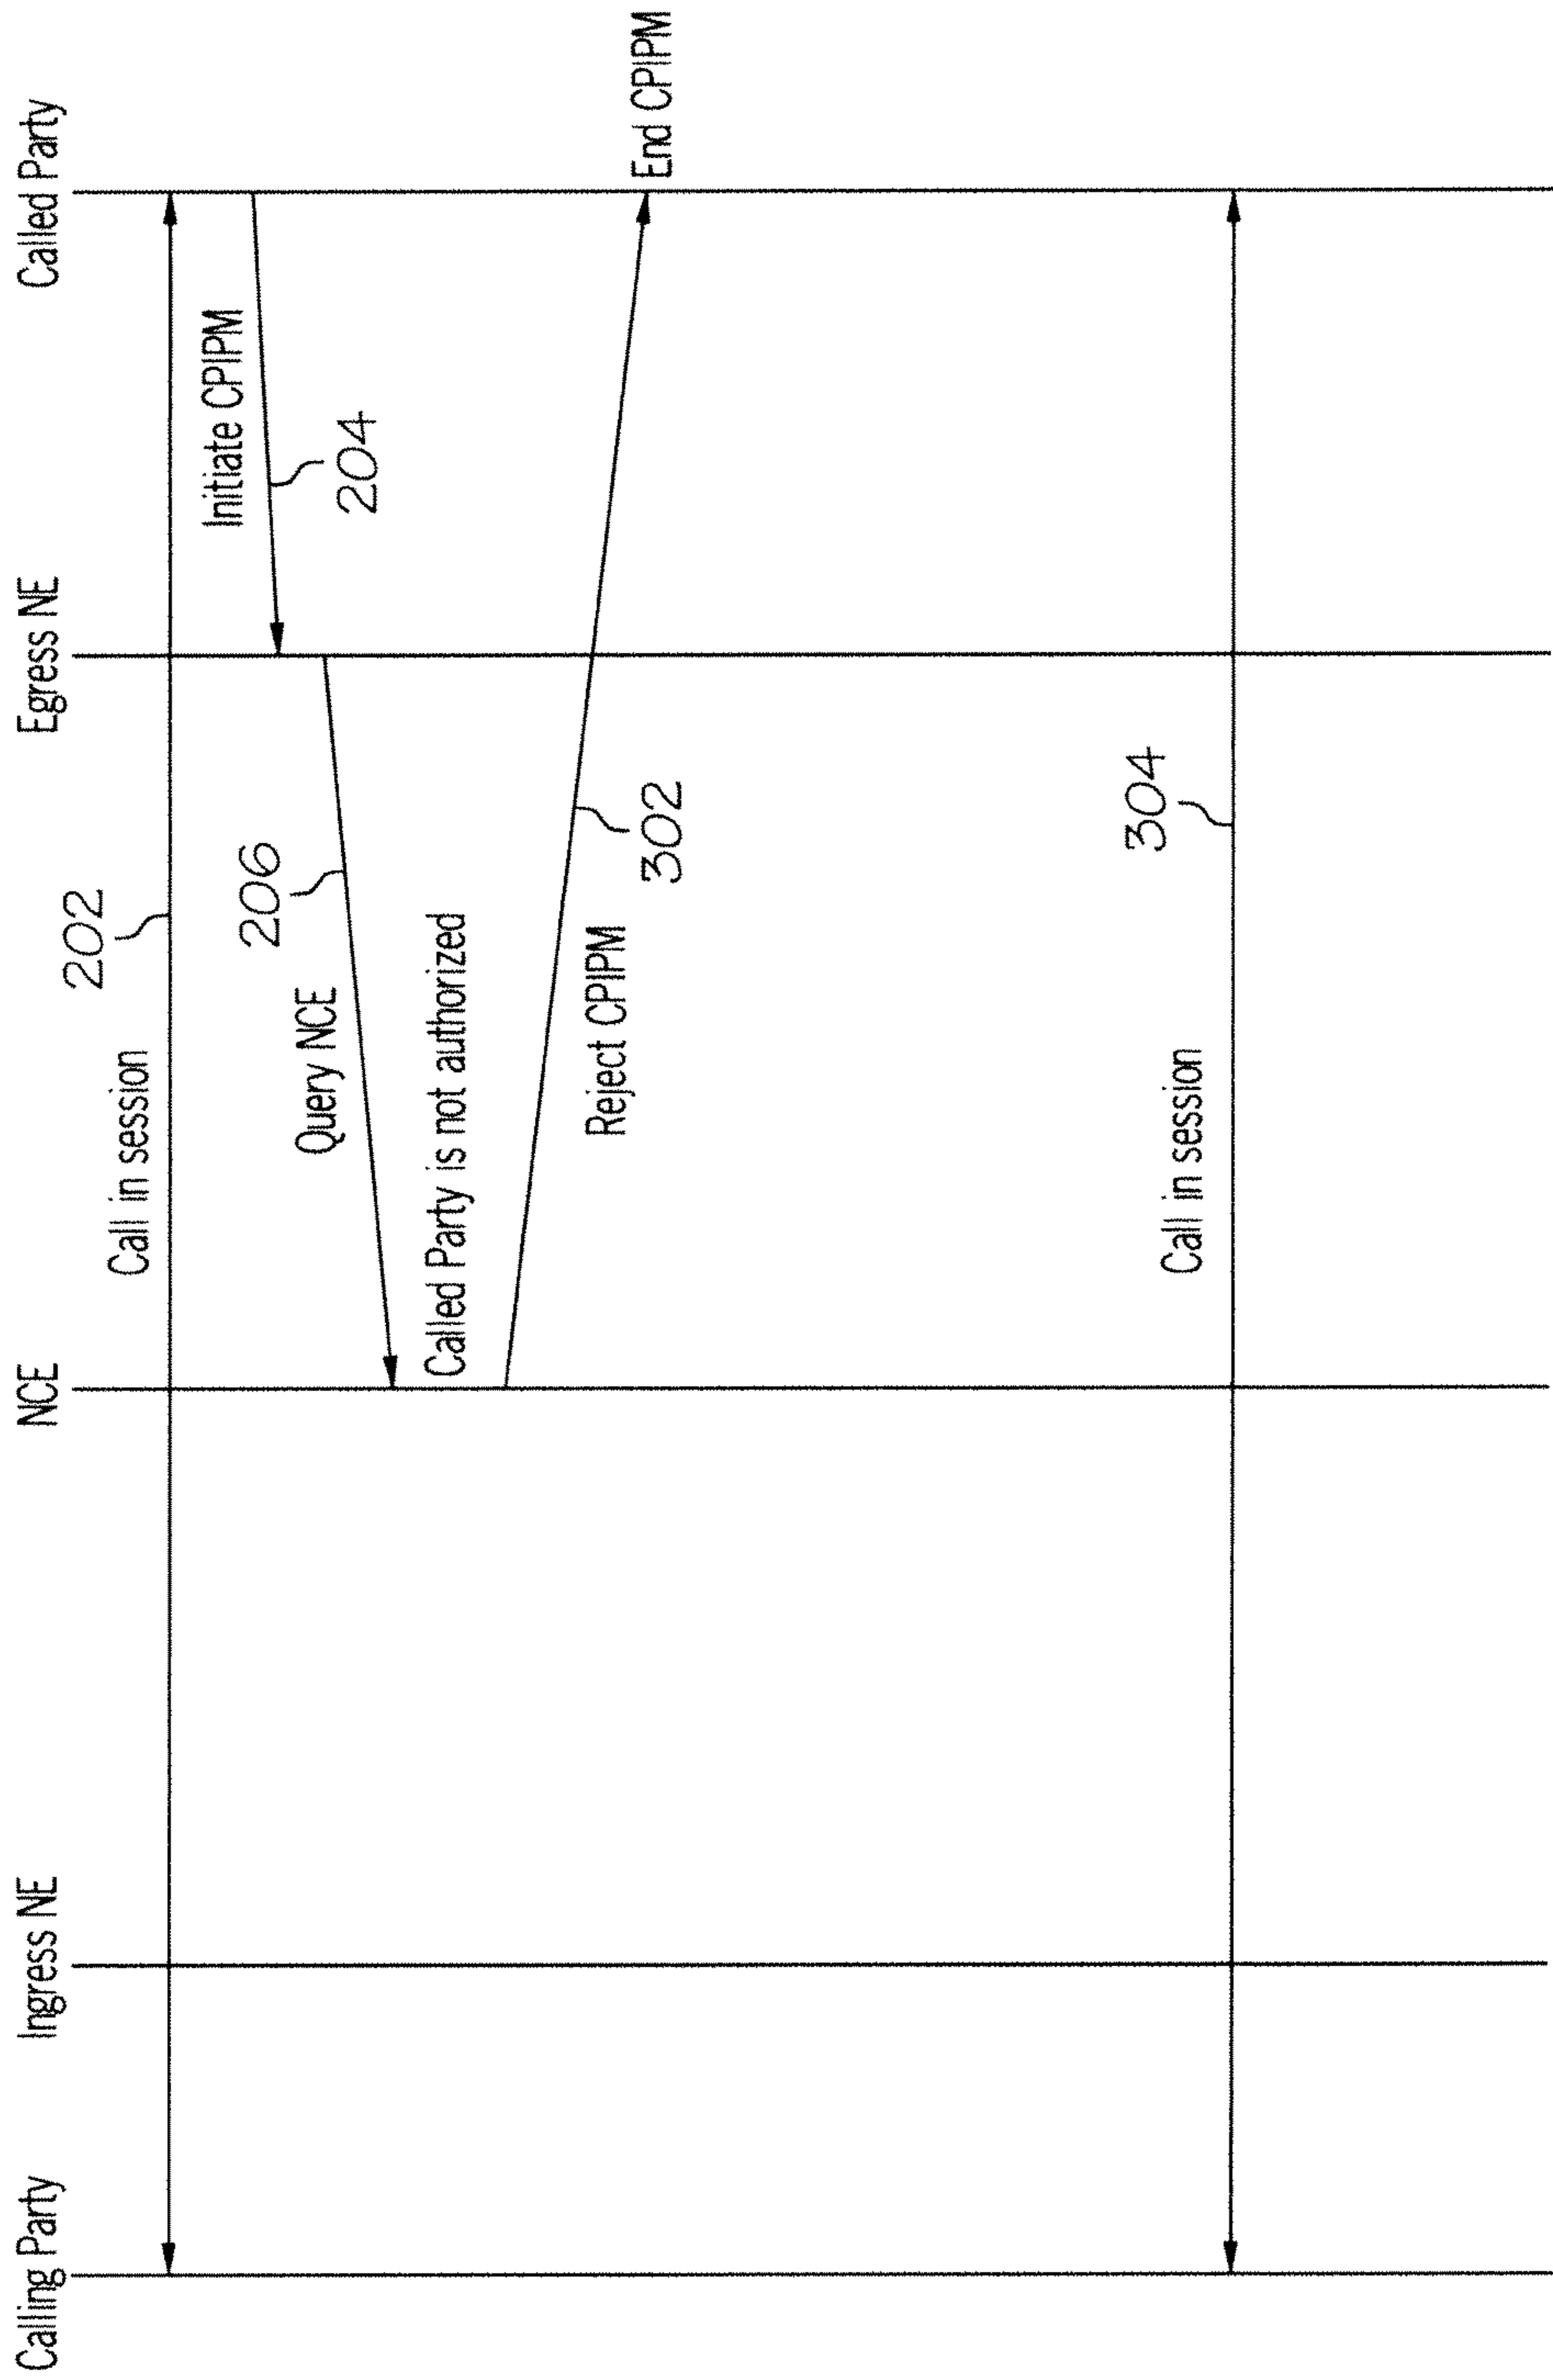 Calling Party
Ingress NE
NCE
Egress NE
Called Party
202
Call in session
Initiate CPIPM
204
206
Query NCE
Called Party is not authorized
302
Reject CPIPM
End CPIPM
304
Call in session